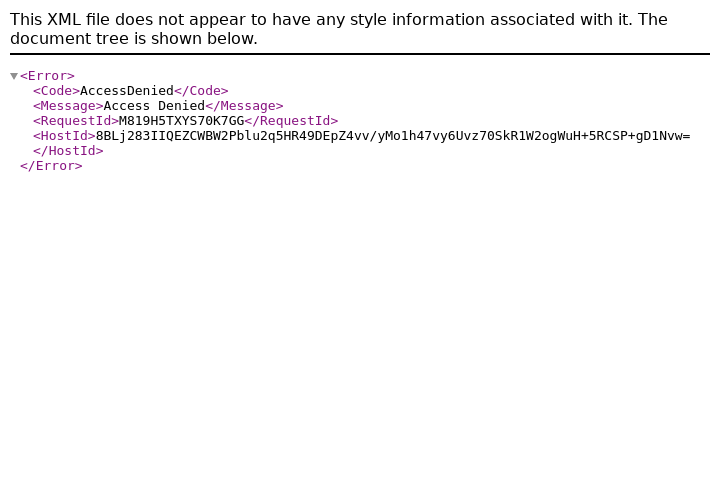 This XML file does not appear to have any style information associated with it. The
document tree is shown below.
<Error>
<Code>AccessDenied</Code>
<Message>Access Denied</Message>
<RequestId>M819H5TXYS70K7GG</RequestId>
<HostId>8BLj283IIQEZCWBW2Pblu2q5HR49DEpZ4vv/yMo1h47vy6Uvz70SkR1W2ogWuH+5RCSP+gD1Nvw=
</HostId>
</Error>